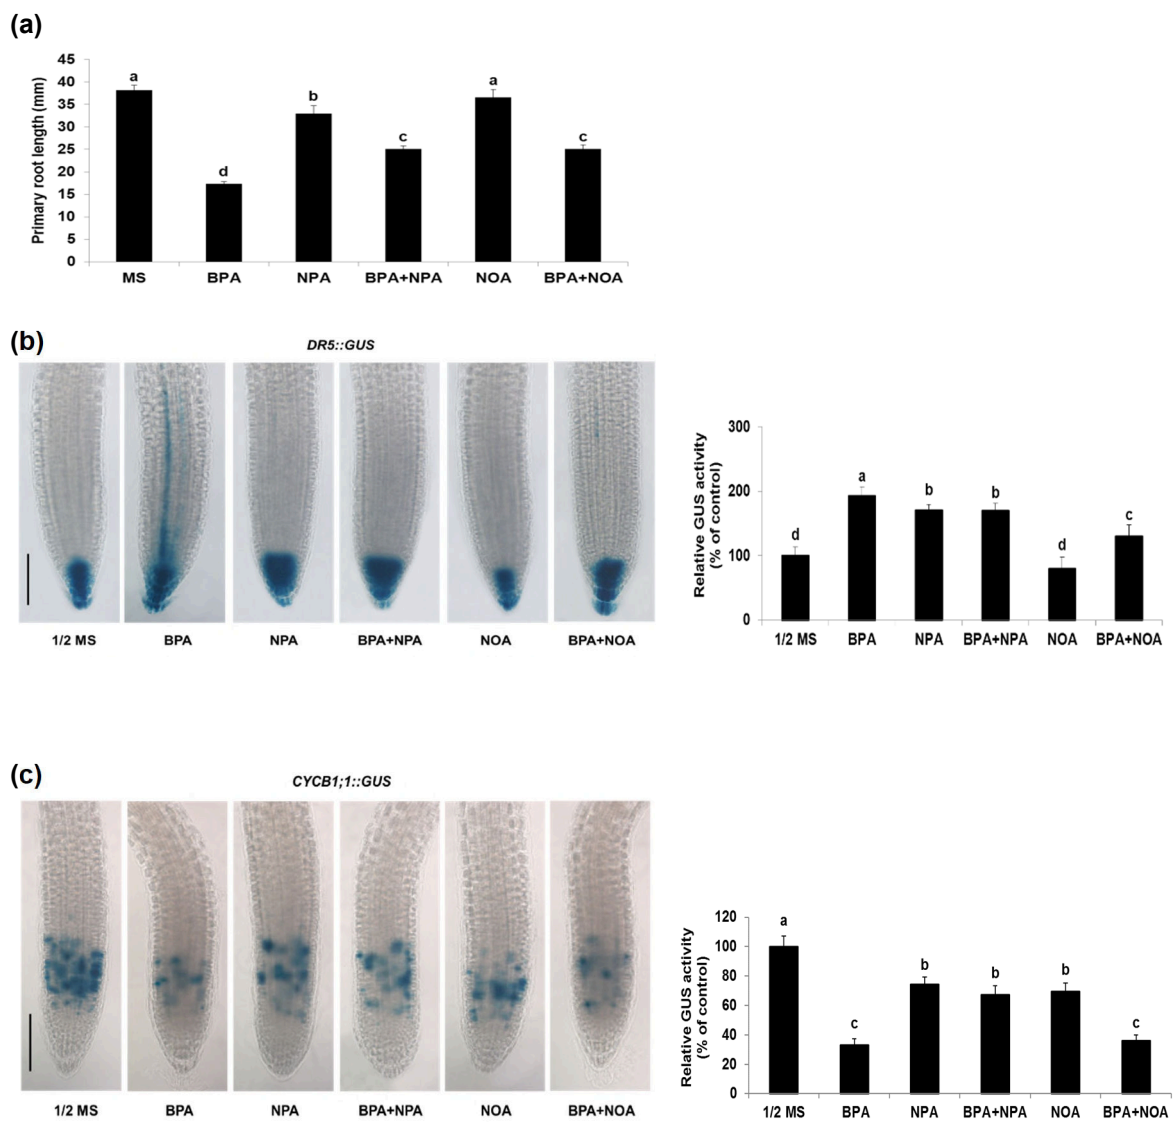 (a)
Primary root length (mm)
45
40
35
30
25
20
15
10
5
0
a
d
b
c
a
c
MS BPA NPA BPA+NPA NOA BPA+NOA
(b)
DR5::GUS
1/2 MS BPA NPA BPA+NPA NOA BPA+NOA
Relative GUS activity
(% of control)
300
200
100
0
d
a
b
b
d
c
1/2 MS BPA NPA BPA+NPA NOA BPA+NOA
(c)
CYCB1;1::GUS
1/2 MS BPA NPA BPA+NPA NOA BPA+NOA
Relative GUS activity
(% of control)
120
100
80
60
40
20
0
a
c
b
b
b
c
1/2 MS BPA NPA BPA+NPA NOA BPA+NOA